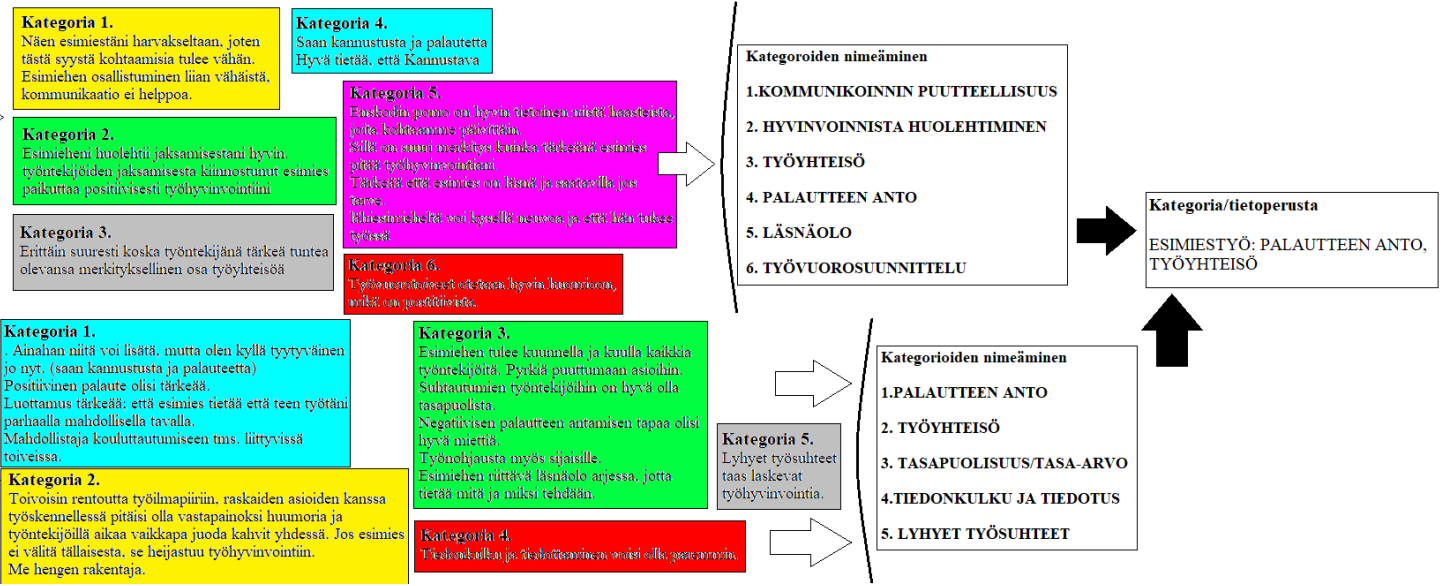 Kategoria 1.
Näen esimiestäni harvakseltaan, joten
tästä syystä kohtaamisia tulee vähän.
Esimiehen osallistuminen liian vähäistä,
kommunikaatio ei helppoa.
Kategoria 4.
Saan kannustusta ja palautetta
Hyvä tietää, että Kannustava
Kategoria 2.
Esimieheni huolehtii jaksamisestani hyvin.
työntekijöiden jaksamisesta kiinnostunut esimies
paikuttaa positiivisesti työhyvinvointiini
Kategoria 5.
Enskodin pomo on hyvin tietoinen niistä haasteista,
joita kohtaamme päivittäin.
Sillä on suuri merkitys kuinka tärkeänä esimies
pitää työhyvinvointiani
Tärkeää että esimies on läsnä ja saatavilla jos
tarve.
lähiesimieheltä voi kysellä neuvoa ja että hän tukee
työssä
Kategoria 3.
Erittäin suuresti koska työntekijänä tärkeä tuntea
olevansa merkityksellinen osa työyhteisöä
Kategoria 6.
Työvuorotoiveet otetaan hyvin huomioon,
mikä on postitiivista.
Kategoroiden nimeäminen
1.KOMMUNIKOINNIN PUUTTEELLISUUS
2. HYVINVOINNISTA HUOLEHTIMINEN
3. TYÖYHTEISÖ
4. PALAUTTEEN ANTO
5. LÄSNÄOLO
6. TYÖVUOROSUUNNITTELU
Kategoria/tietoperusta
ESIMIESTYÖ: PALAUTTEEN ANTO,
TYÖYHTEISÖ
Kategoria 1.
. Ainahan niitä voi lisätä, mutta olen kyllä tyytyväinen
jo nyt. (saan kannustusta ja palauteetta)
Positiivinen palaute olisi tärkeää.
Luottamus tärkeää: että esimies tietää että teen työtäni
parhaalla mahdollisella tavalla.
Mahdollistaja kouluttautumiseen tms. liittyvissä
toiveissa.
Kategoria 2.
Toivoisin rentoutta työilmapiiriin, raskaiden asioiden kanssa
työskennellessä pitäisi olla vastapainoksi huumoria ja
työntekijöillä aikaa vaikkapa juoda kahvit yhdessä. Jos esimies
ei välitä tällaisesta, se heijastuu työhyvinvointiin.
Me hengen rakentaja.
Kategoria 3.
Esimiehen tulee kuunnella ja kuulla kaikkia
työntekijöitä. Pyrkiä puuttumaan asioihin.
Suhtautumien työntekijöihin on hyvä olla
tasapuolista.
Negatiivisen palautteen antamisen tapaa olisi
hyvä miettiä.
Työnohjausta myös sijaisille.
Esimiehen riittävä läsnäolo arjessa, jotta
tietää mitä ja miksi tehdään.
Kategoria 4.
Tiedonkulku ja tiedottaminen voisi olla paremmin.
Kategoria 5.
Lyhyet työsuhteet
taas laskevat
työhyvinvointia.
Kategorioiden nimeäminen
1.PALAUTTEEN ANTO
2. TYÖYHTEISÖ
3. TASAPUOLISUUS/TASA-ARVO
4.TIEDONKULKU JA TIEDOTUS
5. LYHYET TYÖSUHTEET